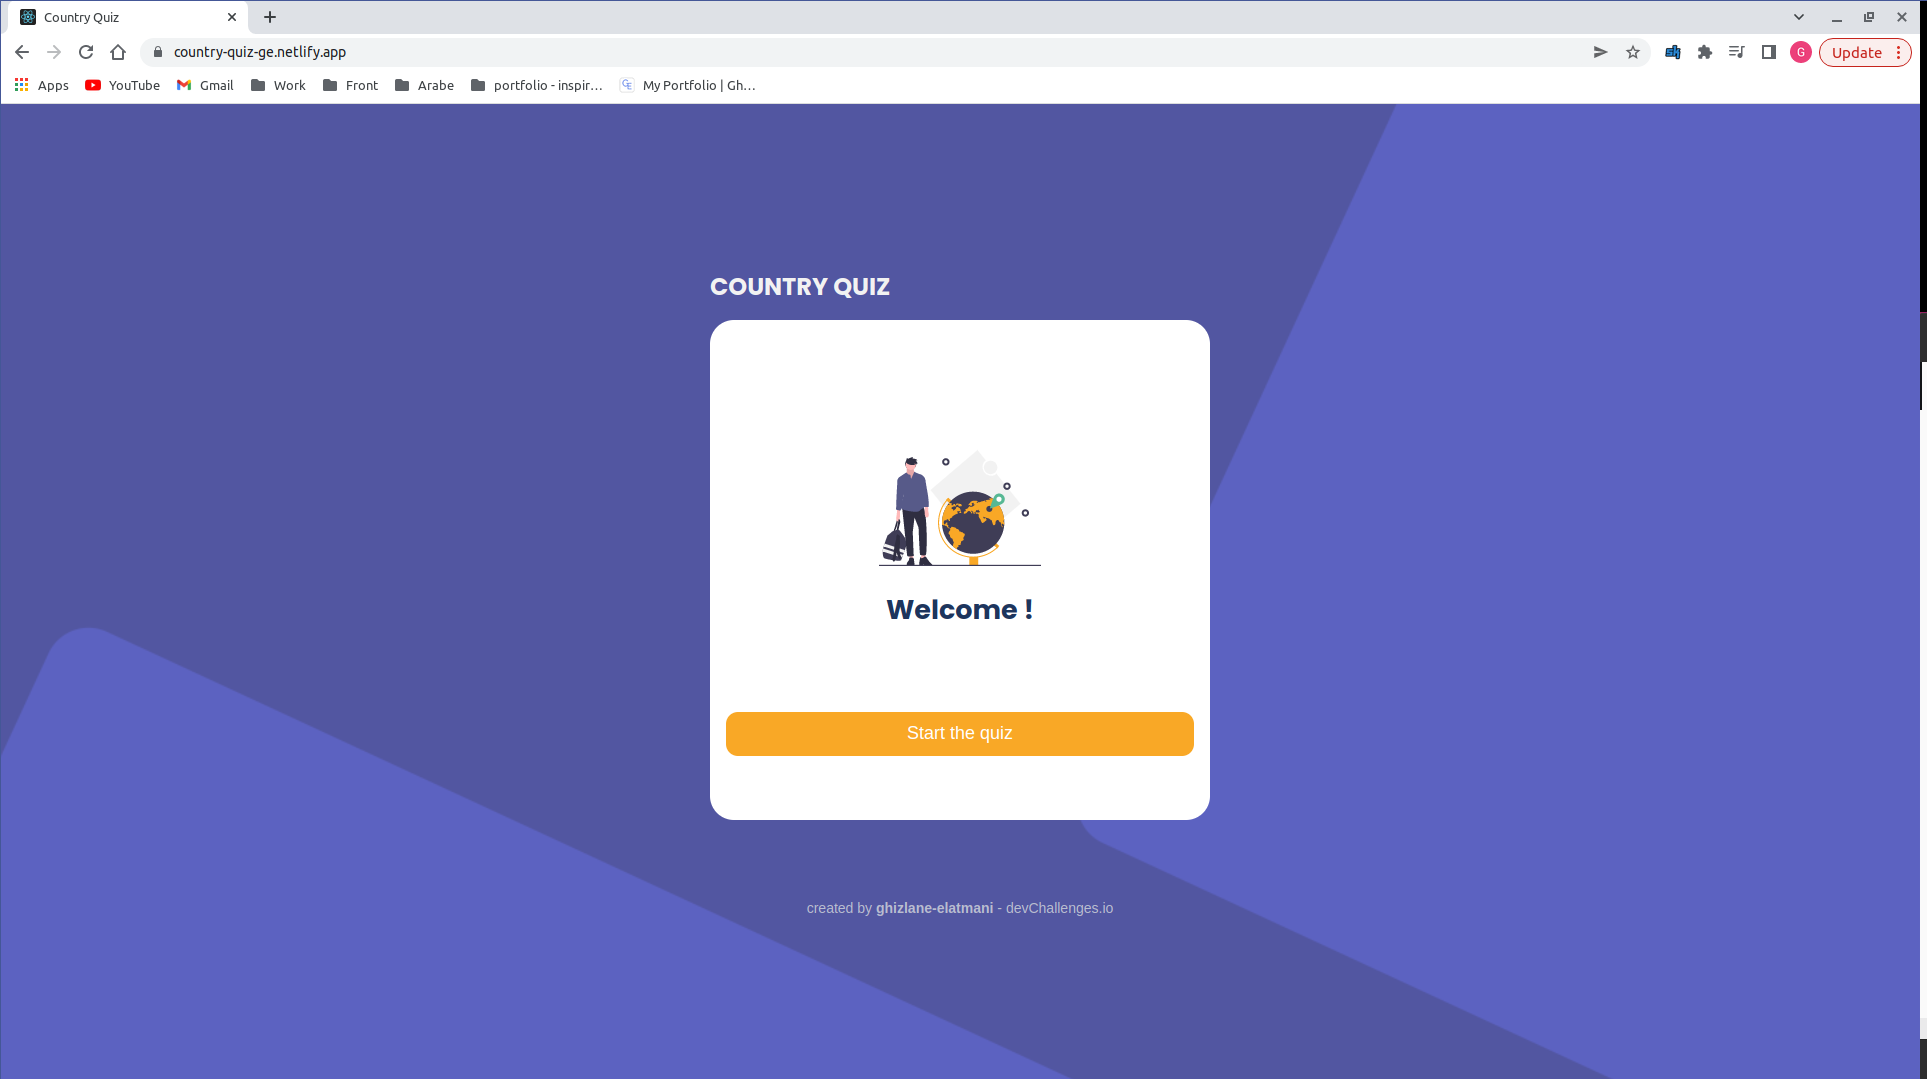 Country Quiz
country-quiz-ge.netlify.app
G
Update
Apps YouTube Gmail Work Front Arabe portfolio - inspir... GE My Portfolio | Gh...
COUNTRY QUIZ
Welcome !
Start the quiz
created by ghizlane-elatmani - devChallenges.io